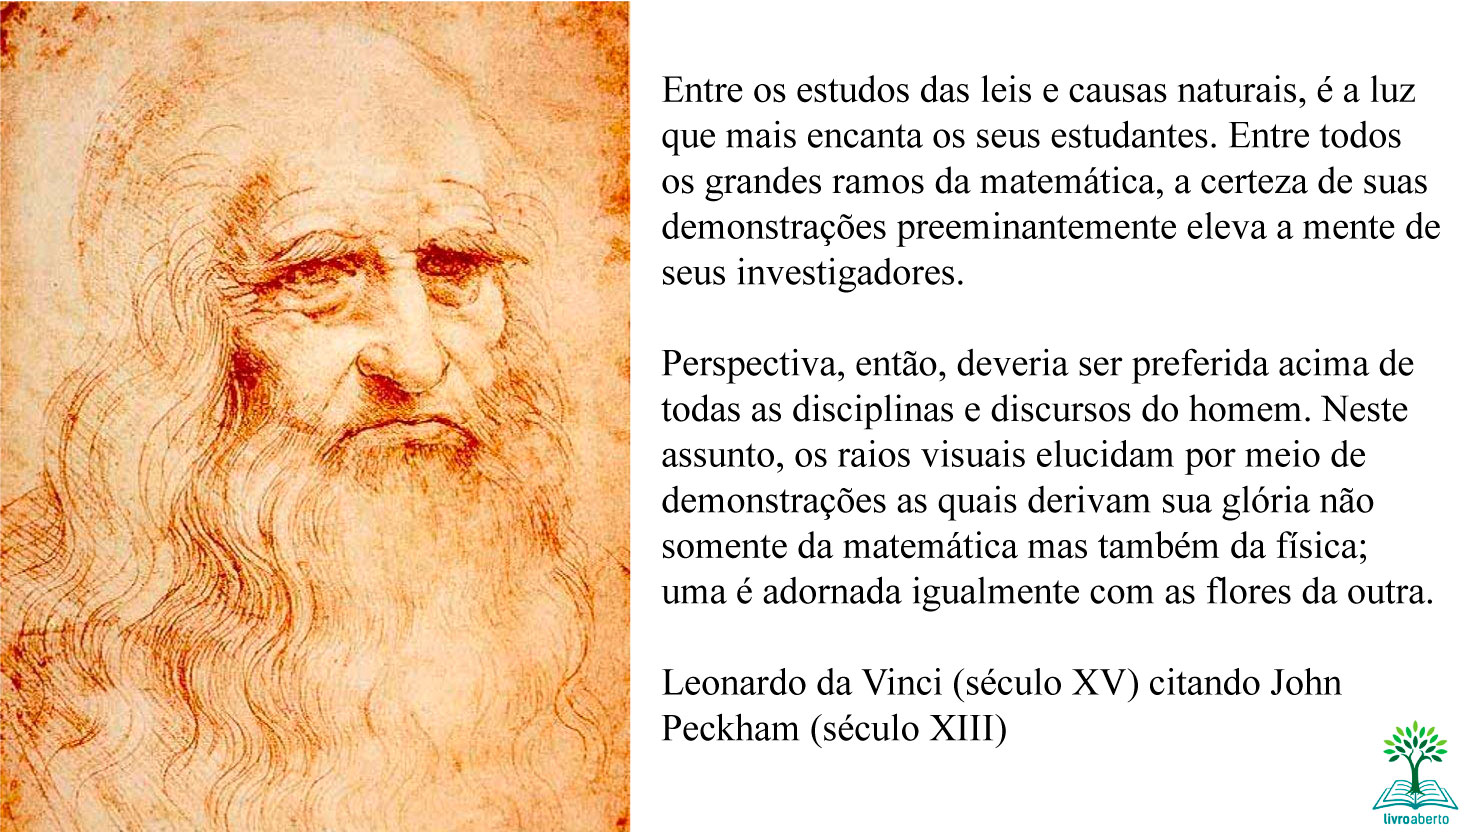 Entre os estudos das leis e causas naturais, é a luz
que mais encanta os seus estudantes. Entre todos
os grandes ramos da matemática, a certeza de suas
demonstrações preeminantemente eleva a mente de
seus investigadores.
Perspectiva, então, deveria ser preferida acima de
todas as disciplinas e discursos do homem. Neste
assunto, os raios visuais elucidam por meio de
demonstrações as quais derivam sua glória não
somente da matemática mas também da física;
uma é adornada igualmente com as flores da outra.
Leonardo da Vinci (século XV) citando John
Peckham (século XIII)
livroaberto